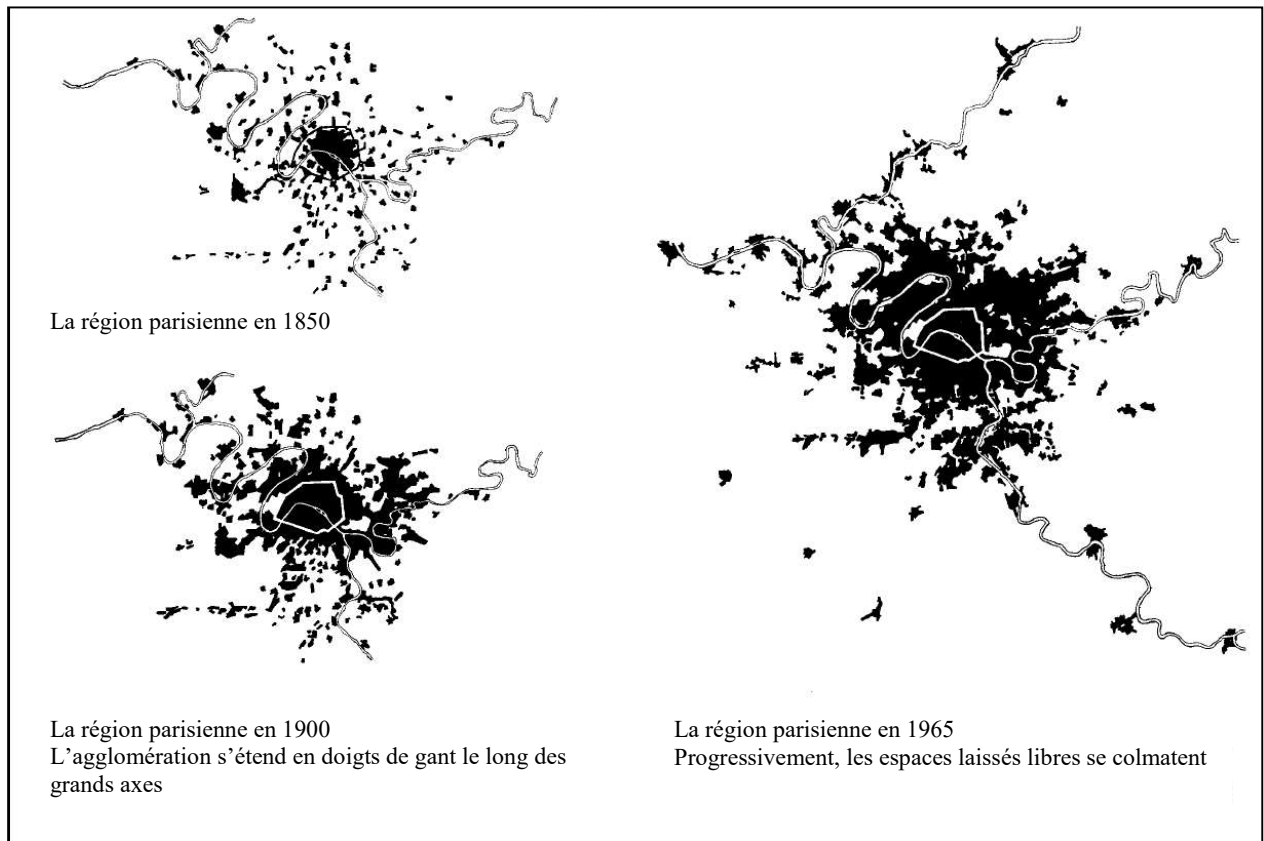 La région parisienne en 1850
La région parisienne en 1900
L’agglomération s’étend en doigts de gant le long des
grands axes
La région parisienne en 1965
Progressivement, les espaces laissés libres se colmatent